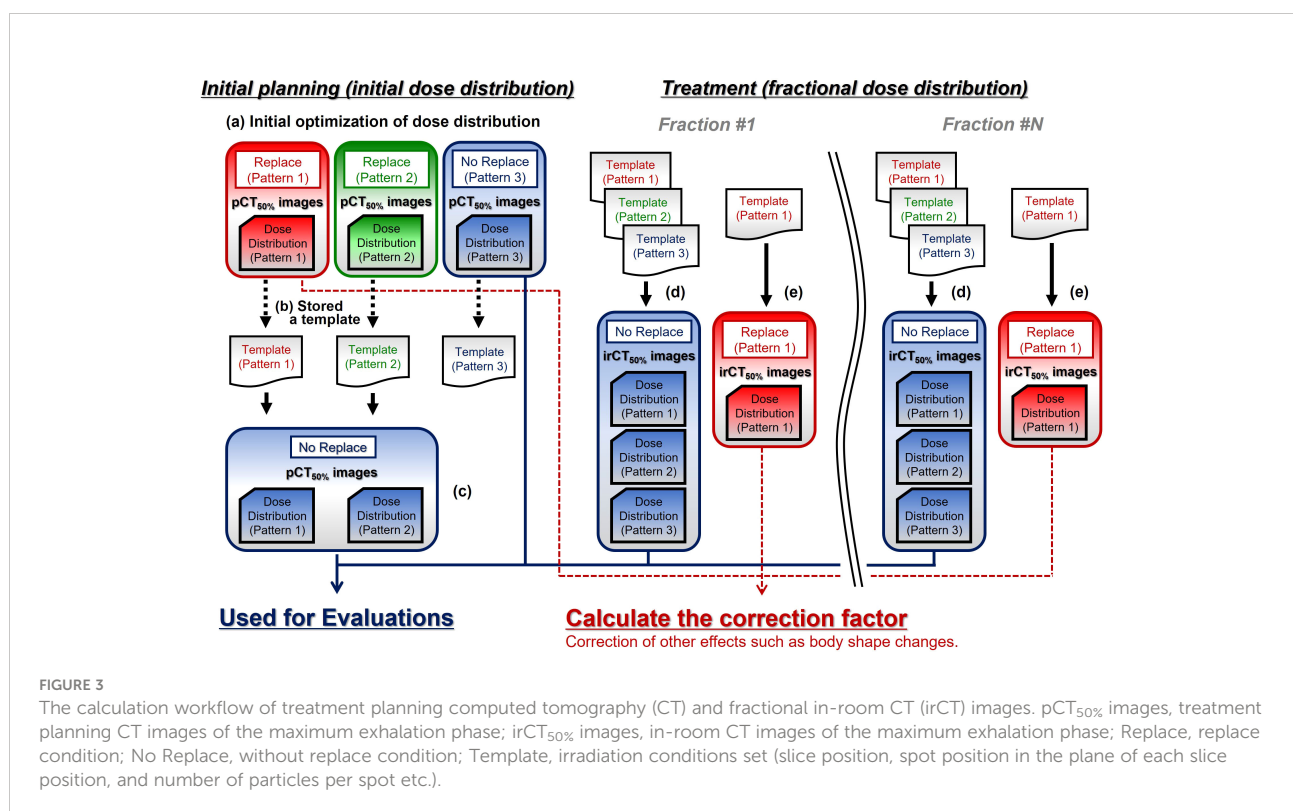 Initial planning (initial dose distribution)
(a) Initial optimization of dose distribution
Replace
(Pattern 1)
pCT50% images
Dose
Distribution
(Pattern 1)
Replace
(Pattern 2)
pCT50% images
Dose
Distribution
(Pattern 2)
No Replace
(Pattern 3)
pCT50% images
Dose
Distribution
(Pattern 3)
(b) Stored
a template
Template
(Pattern 1)
Template
(Pattern 2)
Template
(Pattern 3)
No Replace
pCT50% images
Dose
Distribution
(Pattern 1)
Dose
Distribution
(Pattern 2)
(c)
Used for Evaluations
Treatment (fractional dose distribution)
Fraction #1
Template
(Pattern 1)
Template
(Pattern 2)
Template
(Pattern 3)
Template
(Pattern 1)
(d)
(e)
No Replace
irCT50% images
Dose
Distribution
(Pattern 1)
Dose
Distribution
(Pattern 2)
Dose
Distribution
(Pattern 3)
Replace
(Pattern 1)
irCT50% images
Dose
Distribution
(Pattern 1)
Fraction #N
Template
(Pattern 1)
Template
(Pattern 2)
Template
(Pattern 3)
Template
(Pattern 1)
(d)
(e)
No Replace
irCT50% images
Dose
Distribution
(Pattern 1)
Dose
Distribution
(Pattern 2)
Dose
Distribution
(Pattern 3)
Replace
(Pattern 1)
irCT50% images
Dose
Distribution
(Pattern 1)
Calculate the correction factor
Correction of other effects such as body shape changes.
FIGURE 3
The calculation workflow of treatment planning computed tomography (CT) and fractional in-room CT (irCT) images. pCT50% images, treatment
planning CT images of the maximum exhalation phase; irCT50% images, in-room CT images of the maximum exhalation phase; Replace, replace
condition; No Replace, without replace condition; Template, irradiation conditions set (slice position, spot position in the plane of each slice
position, and number of particles per spot etc.).